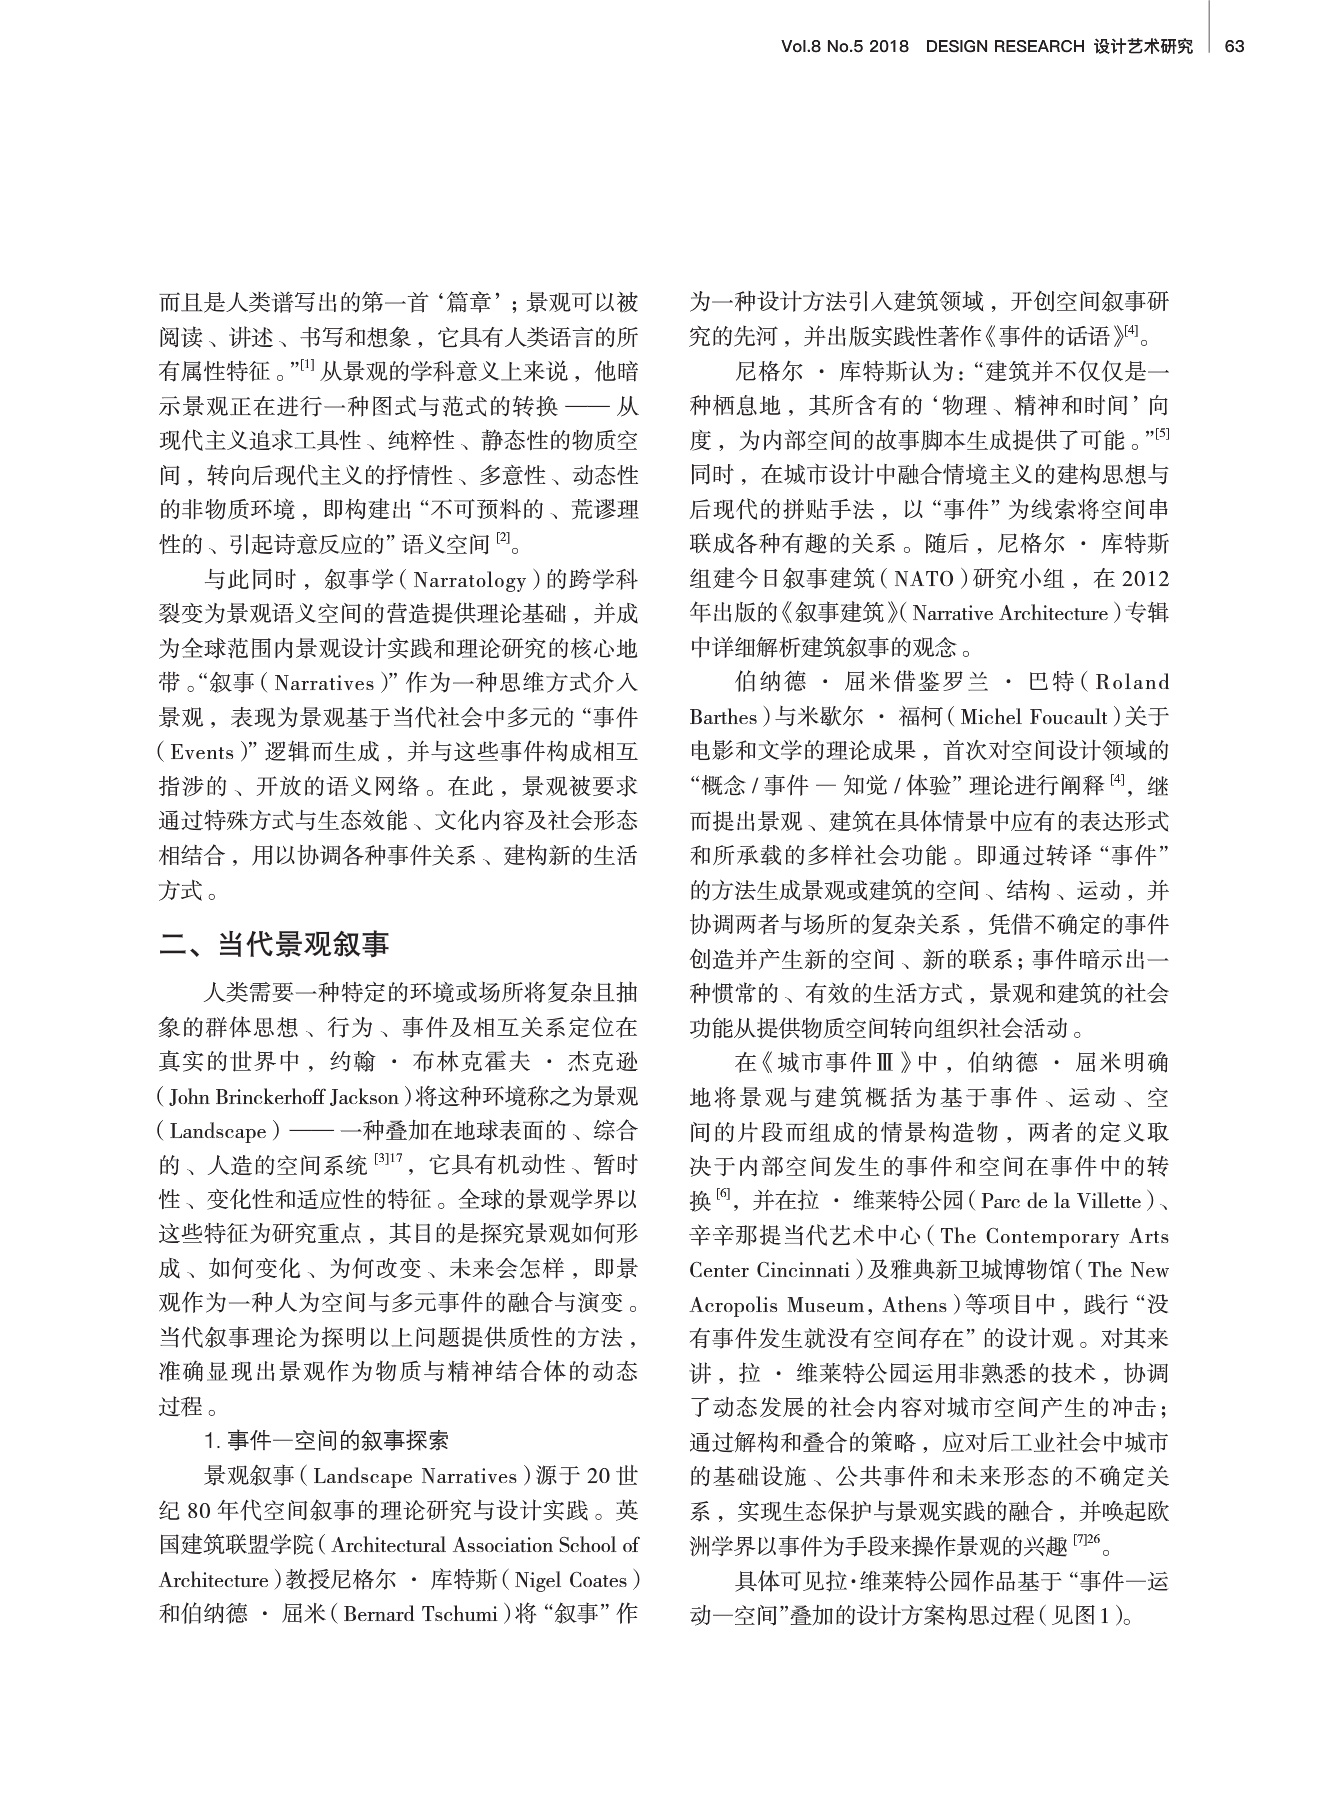 Vol.8 No.5 2018 DESIGN RESEARCH 设计艺术研究 63
而且是人类谱写出的第一首‘篇章’；景观可以被
阅读、讲述、书写和想象，它具有人类语言的所
有属性特征。”[1] 从景观的学科意义上来说，他暗
示景观正在进行一种图式与范式的转换 —— 从
现代主义追求工具性、纯粹性、静态性的物质空
间，转向后现代主义的抒情性、多意性、动态性
的非物质环境，即构建出“不可预料的、荒谬理
性的、引起诗意反应的”语义空间 [2]。
与此同时，叙事学（Narratology）的跨学科
裂变为景观语义空间的营造提供理论基础，并成
为全球范围内景观设计实践和理论研究的核心地
带。“叙事（Narratives）”作为一种思维方式介入
景观，表现为景观基于当代社会中多元的“事件
（Events）”逻辑而生成，并与这些事件构成相互
指涉的、开放的语义网络。在此，景观被要求
通过特殊方式与生态效能、文化内容及社会形态
相结合，用以协调各种事件关系、建构新的生活
方式。
二、当代景观叙事
人类需要一种特定的环境或场所将复杂且抽
象的群体思想、行为、事件及相互关系定位在
真实的世界中，约翰 · 布林克霍夫 · 杰克逊
（John Brinckerhoff Jackson）将这种环境称之为景观
（Landscape）—— 一种叠加在地球表面的、综合
的、人造的空间系统 [3]17，它具有机动性、暂时
性、变化性和适应性的特征。全球的景观学界以
这些特征为研究重点，其目的是探究景观如何形
成、如何变化、为何改变、未来会怎样，即景
观作为一种人为空间与多元事件的融合与演变。
当代叙事理论为探明以上问题提供质性的方法，
准确显现出景观作为物质与精神结合体的动态
过程。
1. 事件—空间的叙事探索
景观叙事（Landscape Narratives）源于 20 世
纪 80 年代空间叙事的理论研究与设计实践。英
国建筑联盟学院（Architectural Association School of
Architecture）教授尼格尔 · 库特斯（Nigel Coates）
和伯纳德 · 屈米（Bernard Tschumi）将“叙事”作
为一种设计方法引入建筑领域，开创空间叙事研
究的先河，并出版实践性著作《事件的话语》[4]。
尼格尔 · 库特斯认为：“建筑并不仅仅是一
种栖息地，其所含有的‘物理、精神和时间’向
度，为内部空间的故事脚本生成提供了可能。”[5]
同时，在城市设计中融合情境主义的建构思想与
后现代的拼贴手法，以“事件”为线索将空间串
联成各种有趣的关系。随后，尼格尔 · 库特斯
组建今日叙事建筑（NATO）研究小组，在 2012
年出版的《叙事建筑》（Narrative Architecture）专辑
中详细解析建筑叙事的观念。
伯纳德 · 屈米借鉴罗兰 · 巴特（Roland
Barthes）与米歇尔 · 福柯（Michel Foucault）关于
电影和文学的理论成果，首次对空间设计领域的
“概念 / 事件 — 知觉 / 体验”理论进行阐释 [4]，继
而提出景观、建筑在具体情景中应有的表达形式
和所承载的多样社会功能。即通过转译“事件”
的方法生成景观或建筑的空间、结构、运动，并
协调两者与场所的复杂关系，凭借不确定的事件
创造并产生新的空间、新的联系；事件暗示出一
种惯常的、有效的生活方式，景观和建筑的社会
功能从提供物质空间转向组织社会活动。
在《城市事件Ⅲ》中，伯纳德 · 屈米明确
地将景观与建筑概括为基于事件、运动、空
间的片段而组成的情景构造物，两者的定义取
决于内部空间发生的事件和空间在事件中的转
换 [6]，并在拉 · 维莱特公园（Parc de la Villette）、
辛辛那提当代艺术中心（The Contemporary Arts
Center Cincinnati）及雅典新卫城博物馆（The New
Acropolis Museum, Athens）等项目中，践行“没
有事件发生就没有空间存在”的设计观。对其来
讲，拉 · 维莱特公园运用非熟悉的技术，协调
了动态发展的社会内容对城市空间产生的冲击；
通过解构和叠合的策略，应对后工业社会中城市
的基础设施、公共事件和未来形态的不确定关
系，实现生态保护与景观实践的融合，并唤起欧
洲学界以事件为手段来操作景观的兴趣 [7]26。
具体可见拉·维莱特公园作品基于“事件—运
动—空间”叠加的设计方案构思过程（见图 1）。